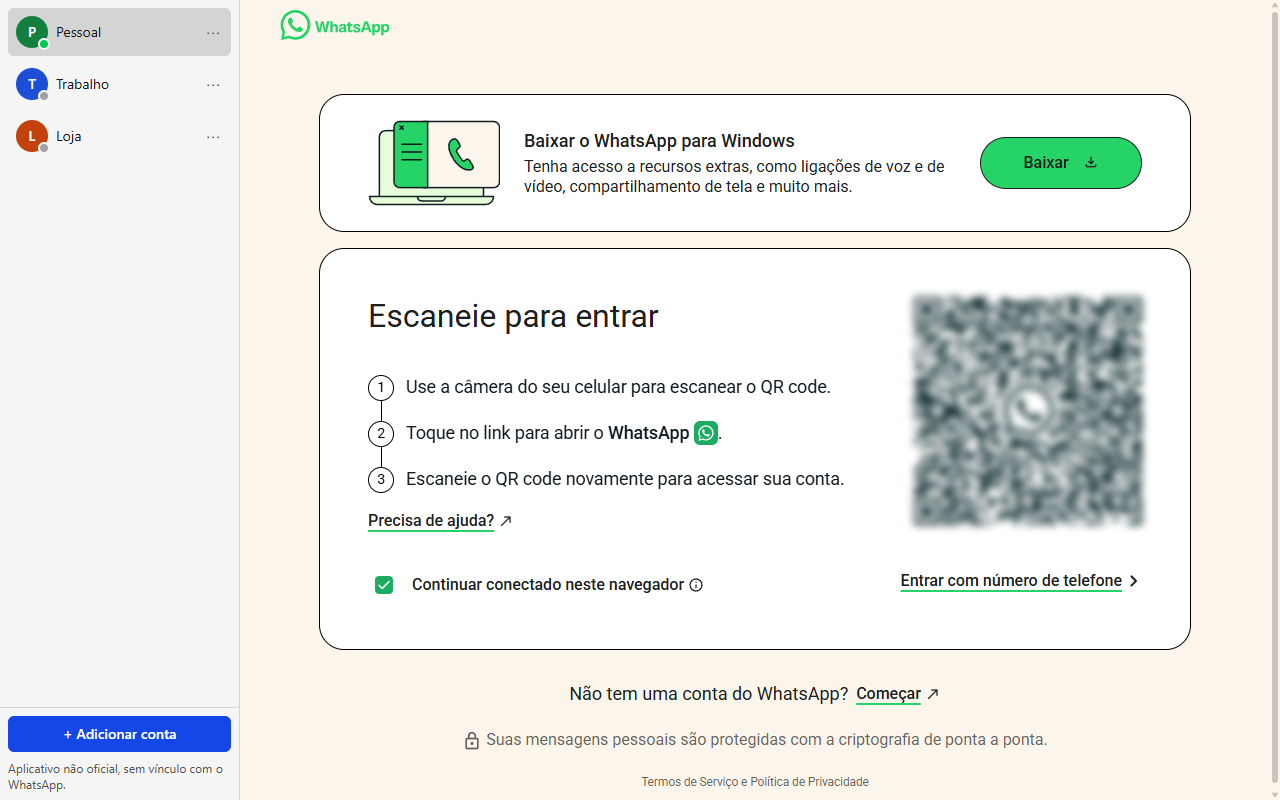 P Pessoal ...
T Trabalho ...
L Loja ...
+ Adicionar conta
Aplicativo não oficial, sem vínculo com o
WhatsApp.
WhatsApp
Baixar o WhatsApp para Windows
Tenha acesso a recursos extras, como ligações de voz e de
vídeo, compartilhamento de tela e muito mais.
Baixar
Escaneie para entrar
1 Use a câmera do seu celular para escanear o QR code.
2 Toque no link para abrir o WhatsApp .
3 Escaneie o QR code novamente para acessar sua conta.
Precisa de ajuda?
Continuar conectado neste navegador
Entrar com número de telefone
Não tem uma conta do WhatsApp? Começar
Suas mensagens pessoais são protegidas com a criptografia de ponta a ponta.
Termos de Serviço e Política de Privacidade